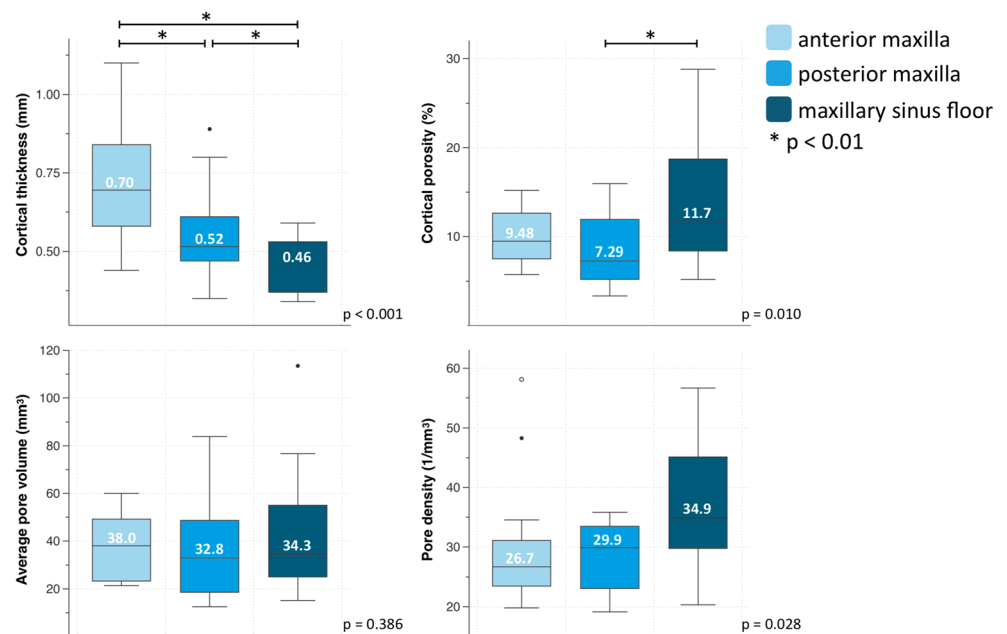 *
* *
Cortical thickness (mm)
1.00
0.75
0.50
0.70
0.52
0.46
p < 0.001
*
Cortical porosity (%)
30
20
10
9.48
7.29
11.7
p = 0.010
anterior maxilla
posterior maxilla
maxillary sinus floor
* p < 0.01
Average pore volume (mm³)
120
100
80
60
40
20
38.0
32.8
34.3
p = 0.386
Pore density (1/mm³)
60
50
40
30
20
26.7
29.9
34.9
p = 0.028